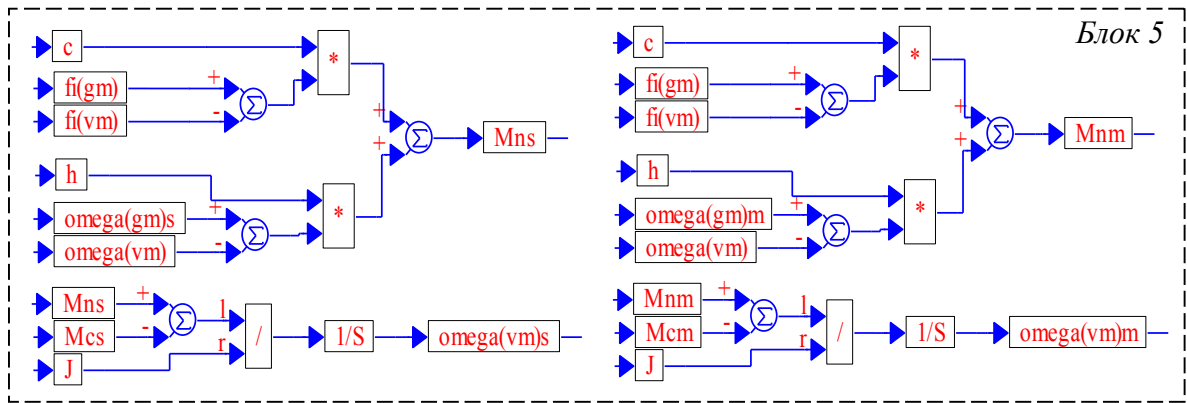 Блок 5
c
*
fi(gm)
+
Σ
fi(vm)
-
+
Σ
Mns
+
h
*
omega(gm)s
+
Σ
omega(vm)
-
Mns
+
Σ
l
/
1/S
omega(vm)s
Mcs
-
r
J
c
*
fi(gm)
+
Σ
fi(vm)
-
+
Σ
Mnm
+
h
*
omega(gm)m
+
Σ
omega(vm)
-
Mnm
+
Σ
l
/
1/S
omega(vm)m
Mcm
-
r
J